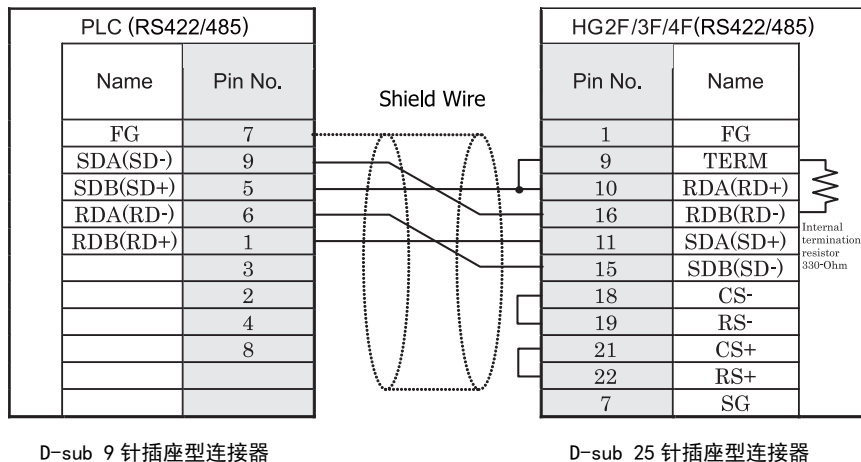 PLC (RS422/485)
Name Pin No.
FG 7
SDA(SD-) 9
SDB(SD+) 5
RDA(RD-) 6
RDB(RD+) 1
3
2
4
8
Shield Wire
HG2F/3F/4F(RS422/485)
Pin No. Name
1 FG
9 TERM
10 RDA(RD+)
16 RDB(RD-)
11 SDA(SD+)
15 SDB(SD-)
18 CS-
19 RS-
21 CS+
22 RS+
7 SG
Internal
termination
resistor
330-Ohm
D-sub 9 针插座型连接器
D-sub 25 针插座型连接器